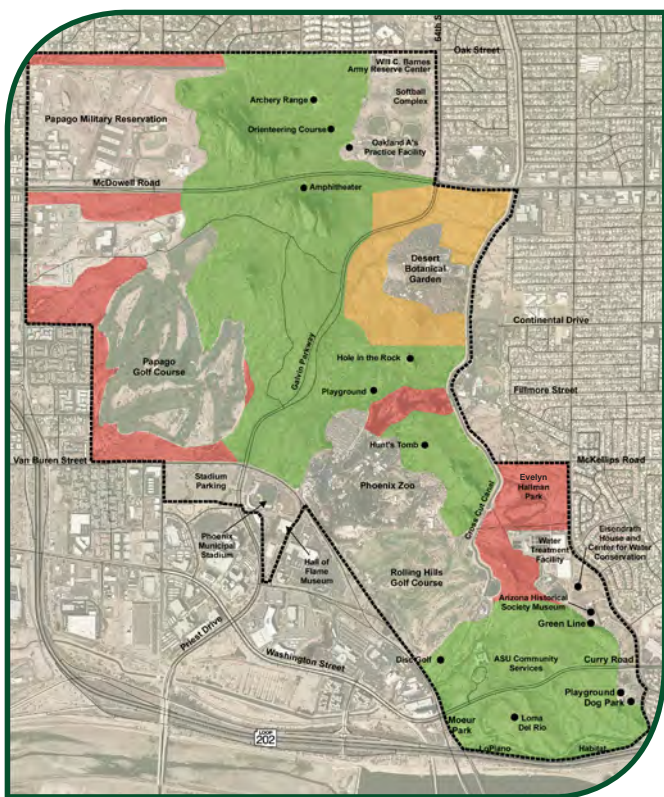 64th S
Oak Street
Will C. Barnes
Army Reserve Center
Softball
Complex
Archery Range
Papago Military Reservation
Orienteering Course
Oakland A's
Practice Facility
McDowell Road
Amphitheater
Desert
Botanical
Garden
Continental Drive
Galvin Parkway
Papago
Golf Course
Hole in the Rock
Playground
Fillmore Street
Hunt's Tomb
Van Buren Street
McKellips Road
Stadium
Parking
Phoenix Zoo
Cross Cut Canal
Evelyn
Hallman
Park
Eisendrath
House and
Center for Water
Conservation
Phoenix
Municipal
Stadium
Hall of
Flame
Museum
Water
Treatment
Facility
Rolling Hills
Golf Course
Arizona Historical
Society Museum
Green Line
Priest Drive
Washington Street
Disc Golf
ASU Community
Services
Curry Road
Playground
Dog Park
Moeur
Park
Loma
Del Rio
LOOP
202
LoPiano
Habitat